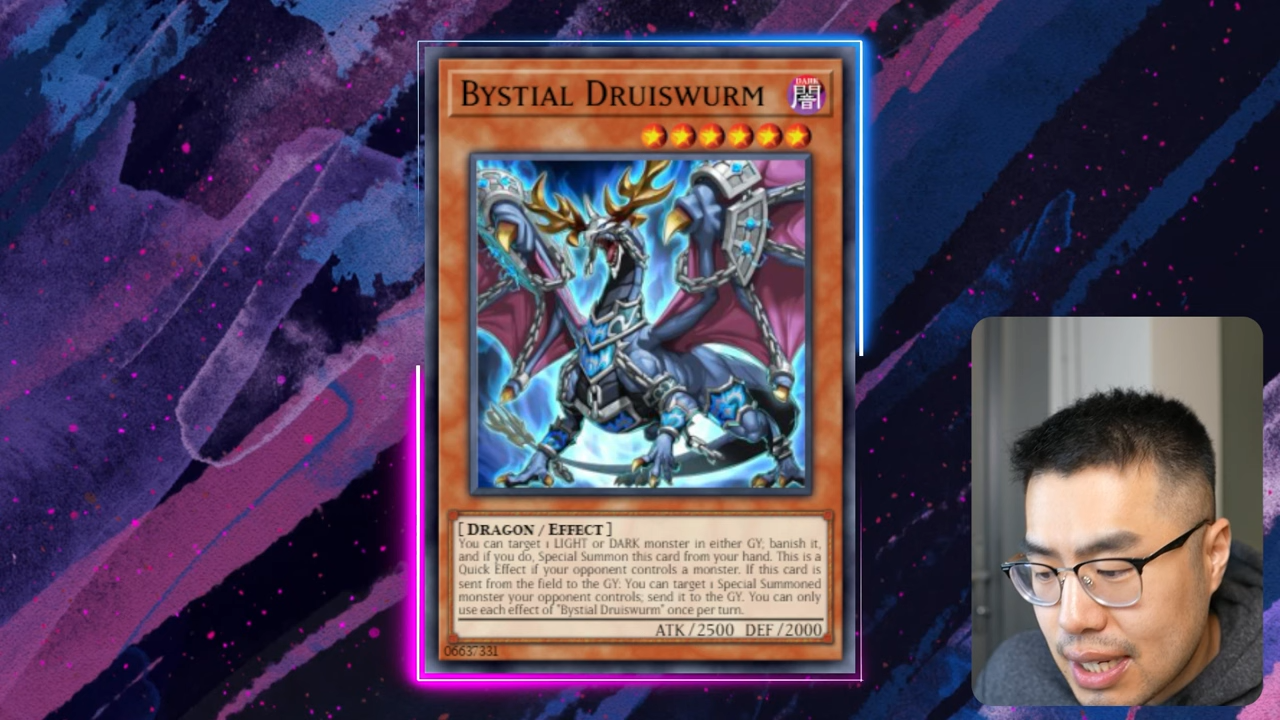 BYSTIAL DRUISWURM
DARK
闇
[ DRAGON / EFFECT ]
You can target 1 LIGHT or DARK monster in either GY; banish it,
and if you do, Special Summon this card from your hand. This is a
Quick Effect if your opponent controls a monster. If this card is
sent from the field to the GY: You can target 1 Special Summoned
monster your opponent controls; send it to the GY. You can only
use each effect of "Bystial Druiswurm" once per turn.
ATK/2500 DEF/2000
06637331